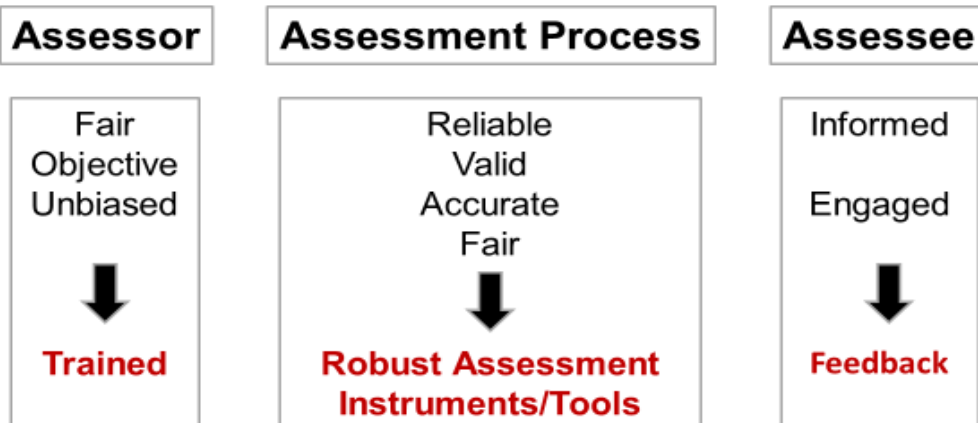 Assessor
Assessment Process
Assessee
Fair
Objective
Unbiased
Trained
Reliable
Valid
Accurate
Fair
Robust Assessment
Instruments/Tools
Informed
Engaged
Feedback